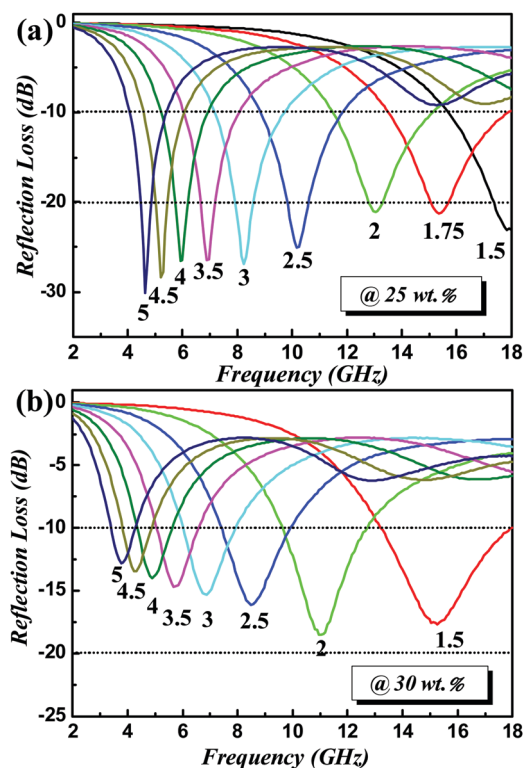 (a)
0
-10
-20
-30
Reflection Loss (dB)
5
4.5
4
3.5
3
2.5
2
1.75
1.5
@ 25 wt.%
2 4 6 8 10 12 14 16 18
Frequency (GHz)
(b)
0
-5
-10
-15
-20
-25
Reflection Loss (dB)
5
4.5
4
3.5
3
2.5
2
1.5
@ 30 wt.%
2 4 6 8 10 12 14 16 18
Frequency (GHz)